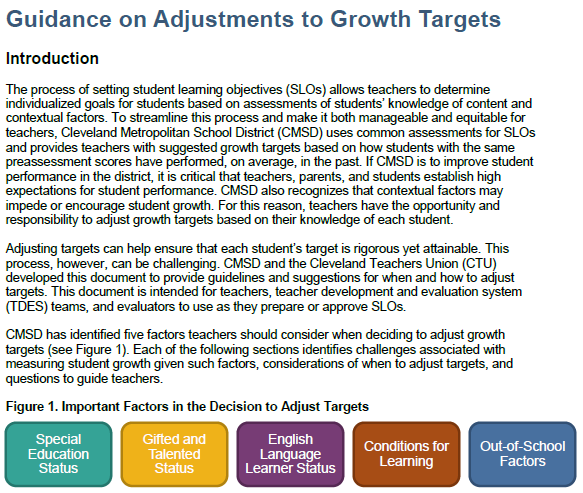 Guidance on Adjustments to Growth Targets
Introduction
The process of setting student learning objectives (SLOs) allows teachers to determine
individualized goals for students based on assessments of students' knowledge of content and
contextual factors. To streamline this process and make it both manageable and equitable for
teachers, Cleveland Metropolitan School District (CMSD) uses common assessments for SLOs
and provides teachers with suggested growth targets based on how students with the same
preassessment scores have performed, on average, in the past. If CMSD is to improve student
performance in the district, it is critical that teachers, parents, and students establish high
expectations for student performance. CMSD also recognizes that contextual factors may
impede or encourage student growth. For this reason, teachers have the opportunity and
responsibility to adjust growth targets based on their knowledge of each student.
Adjusting targets can help ensure that each student's target is rigorous yet attainable. This
process, however, can be challenging. CMSD and the Cleveland Teachers Union (CTU)
developed this document to provide guidelines and suggestions for when and how to adjust
targets. This document is intended for teachers, teacher development and evaluation system
(TDES) teams, and evaluators to use as they prepare or approve SLOs.
CMSD has identified five factors teachers should consider when deciding to adjust growth
targets (see Figure 1). Each of the following sections identifies challenges associated with
measuring student growth given such factors, considerations of when to adjust targets, and
questions to guide teachers.
Figure 1. Important Factors in the Decision to Adjust Targets
Special
Education
Status
Gifted and
Talented
Status
English
Language
Learner Status
Conditions for
Learning
Out-of-School
Factors